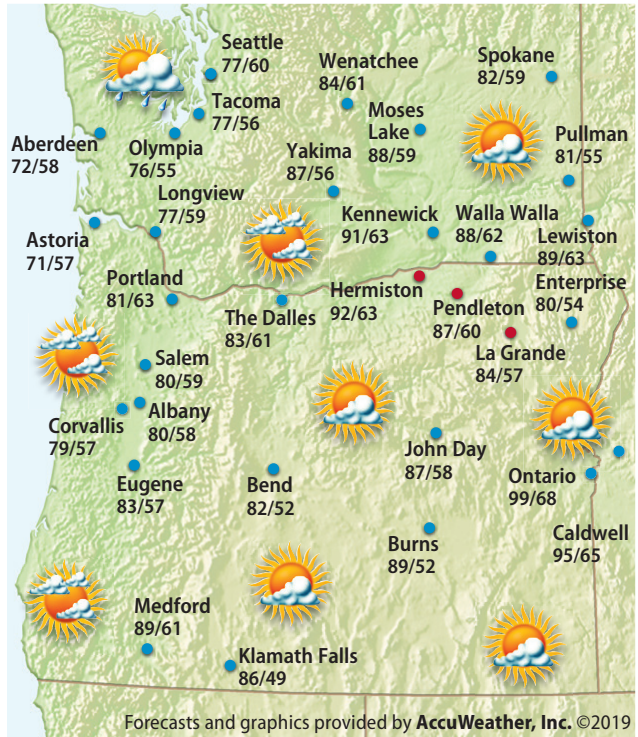 Seattle
77/60
Wenatchee
84/61
Spokane
82/59
Tacoma
77/56
Moses
Lake
88/59
Pullman
81/55
Aberdeen
72/58
Olympia
76/55
Yakima
87/56
Longview
77/59
Kennewick
91/63
Walla Walla
88/62
Lewiston
89/63
Astoria
71/57
Portland
81/63
The Dalles
83/61
Hermiston
92/63
Pendleton
87/60
Enterprise
80/54
La Grande
84/57
Salem
80/59
Albany
80/58
Corvallis
79/57
John Day
87/58
Ontario
99/68
Eugene
83/57
Bend
82/52
Caldwell
95/65
Burns
89/52
Medford
89/61
Klamath Falls
86/49
Forecasts and graphics provided by AccuWeather, Inc. ©2019